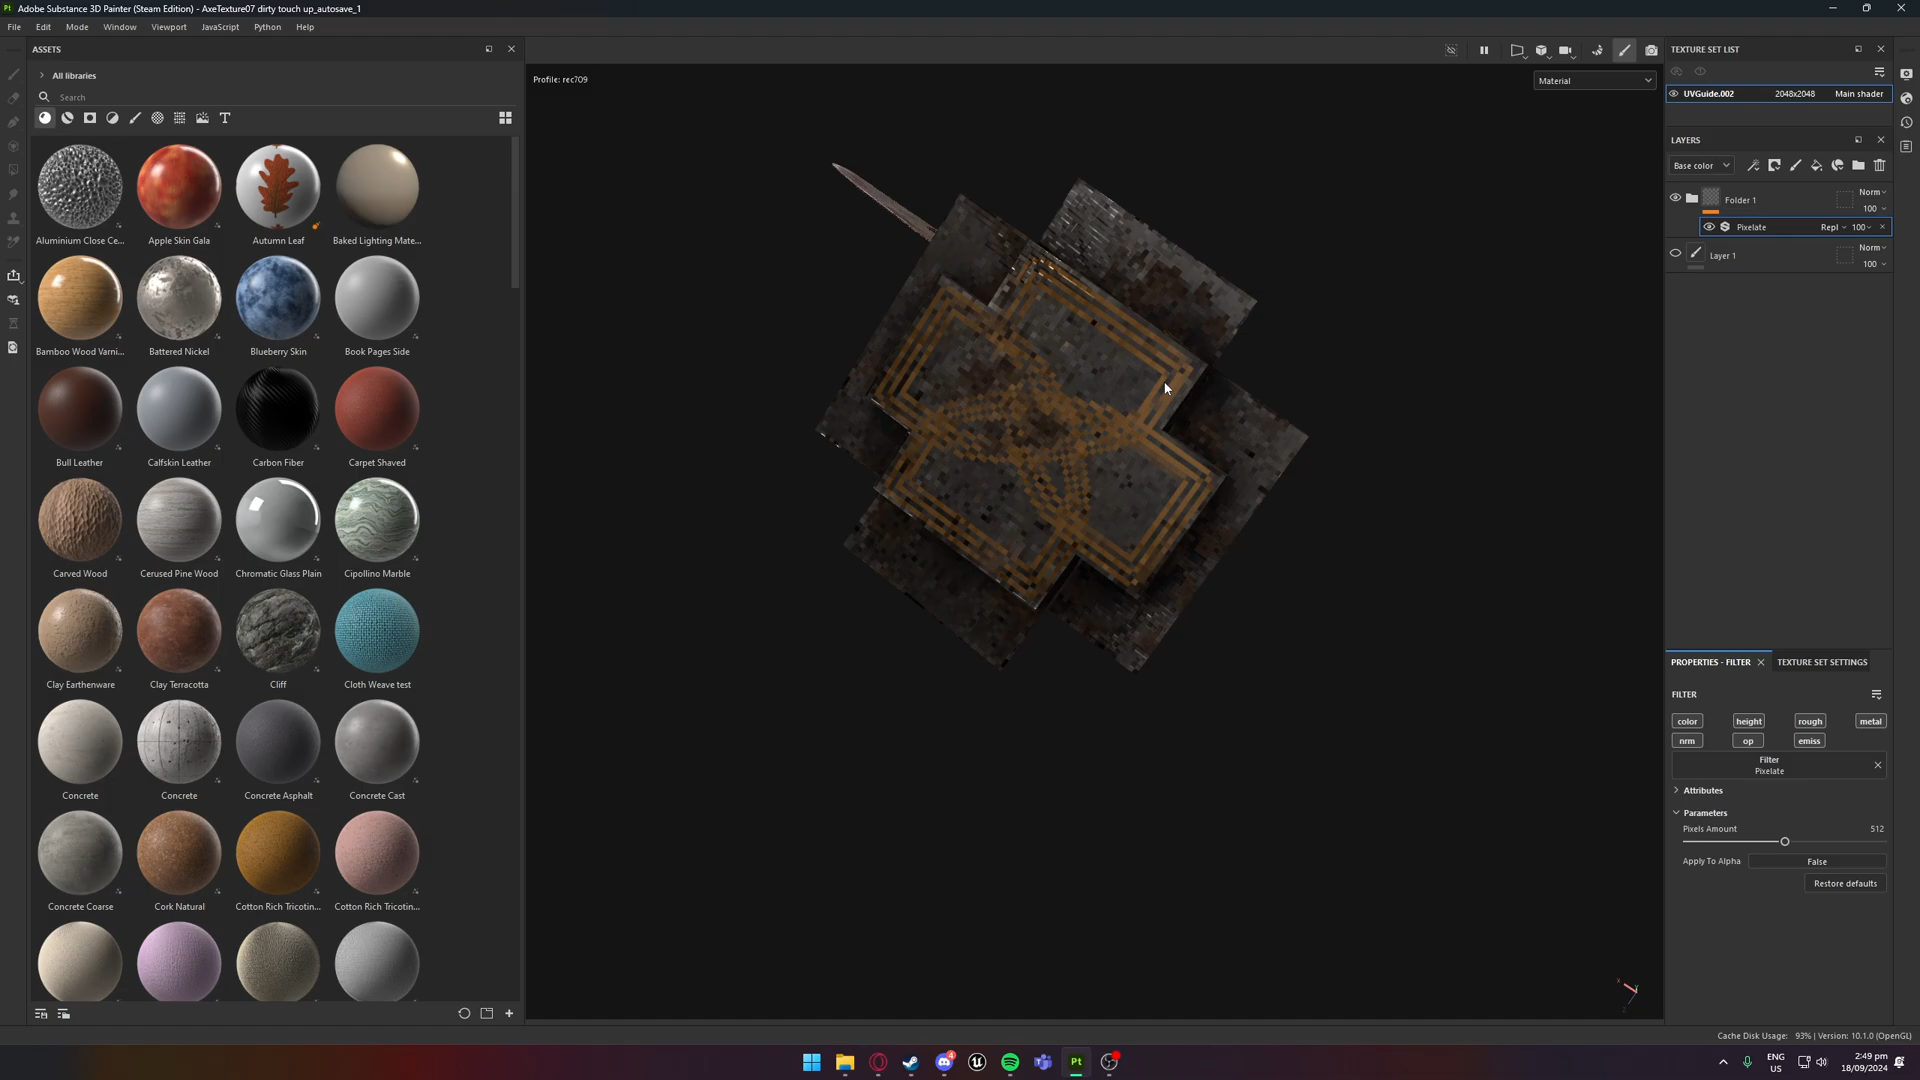 Adobe Substance 3D Painter (Steam Edition) - AxeTexture07 dirty touch up_autosave_1
File Edit Mode Window Viewport JavaScript Python Help
ASSETS
All libraries
Search
Aluminium Close Ce... Apple Skin Gala Autumn Leaf Baked Lighting Mate...
Bamboo Wood Varni... Battered Nickel Blueberry Skin Book Pages Side
Bull Leather Calfskin Leather Carbon Fiber Carpet Shaved
Carved Wood Cerused Pine Wood Chromatic Glass Plain Cipollino Marble
Clay Earthenware Clay Terracotta Cliff Cloth Weave test
Concrete Concrete Concrete Asphalt Concrete Cast
Concrete Coarse Cork Natural Cotton Rich Tricotin... Cotton Rich Tricotin...
Profile: rec709
Material
TEXTURE SET LIST
UVGuide.002 2048x2048 Main shader
LAYERS
Base color
Norm
Folder 1
100
Pixelate Repl 100
Norm
Layer 1
100
PROPERTIES - FILTER TEXTURE SET SETTINGS
FILTER
color height rough metal
nrm op emiss
Filter
Pixelate
Attributes
Parameters
Pixels Amount 512
Apply To Alpha False
Restore defaults
Cache Disk Usage: 93% | Version: 10.1.0 (OpenGL)
Pt
4
ENG
US
2:49 pm
18/09/2024